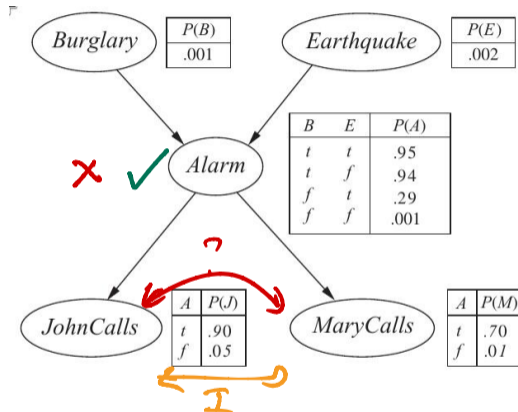 Burglary
P(B)
.001
Earthquake
P(E)
.002
Alarm
B E P(A)
t t .95
t f .94
f t .29
f f .001
?
JohnCalls
A P(J)
t .90
f .05
MaryCalls
A P(M)
t .70
f .01
I